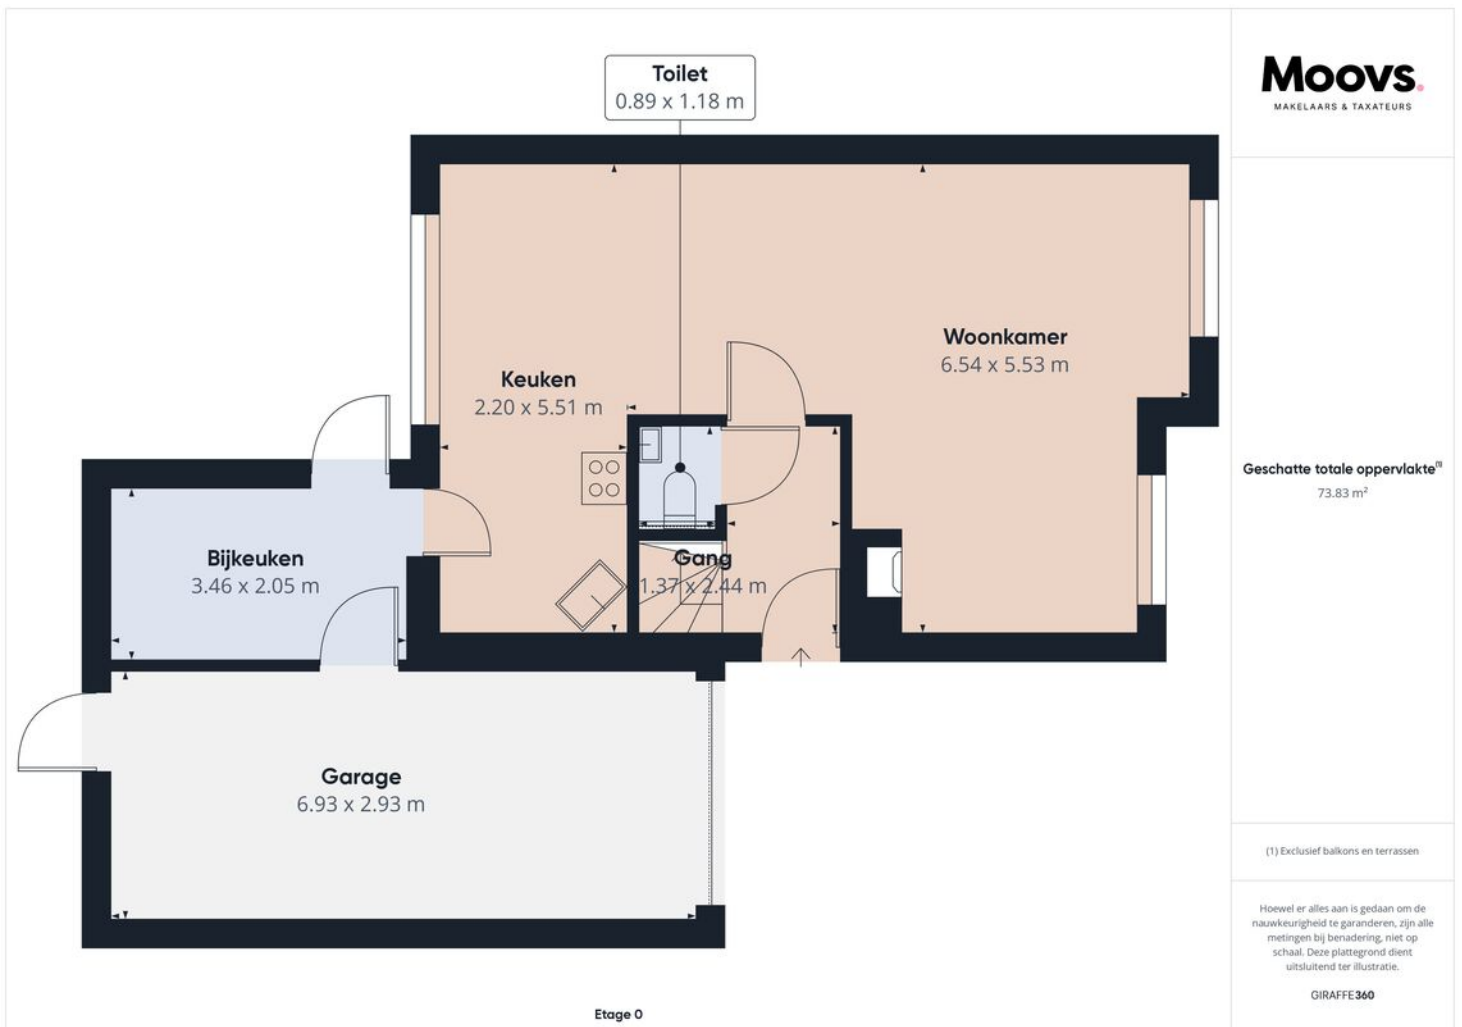 Toilet
0.89 x 1.18 m
Moovs.
MAKELAARS & TAXATEURS
Woonkamer
6.54 x 5.53 m
Keuken
2.20 x 5.51 m
Geschatte totale oppervlakte(1)
73.83 m²
Bijkeuken
3.46 x 2.05 m
Gang
1.37 x 2.44 m
Garage
6.93 x 2.93 m
(1) Exclusief balkons en terrassen
Hoewel er alles aan is gedaan om de
nauwkeurigheid te garanderen, zijn alle
metingen bij benadering, niet op
schaal. Deze plattegrond dient
uitsluitend ter illustratie.
GIRAFFE360
Etage 0